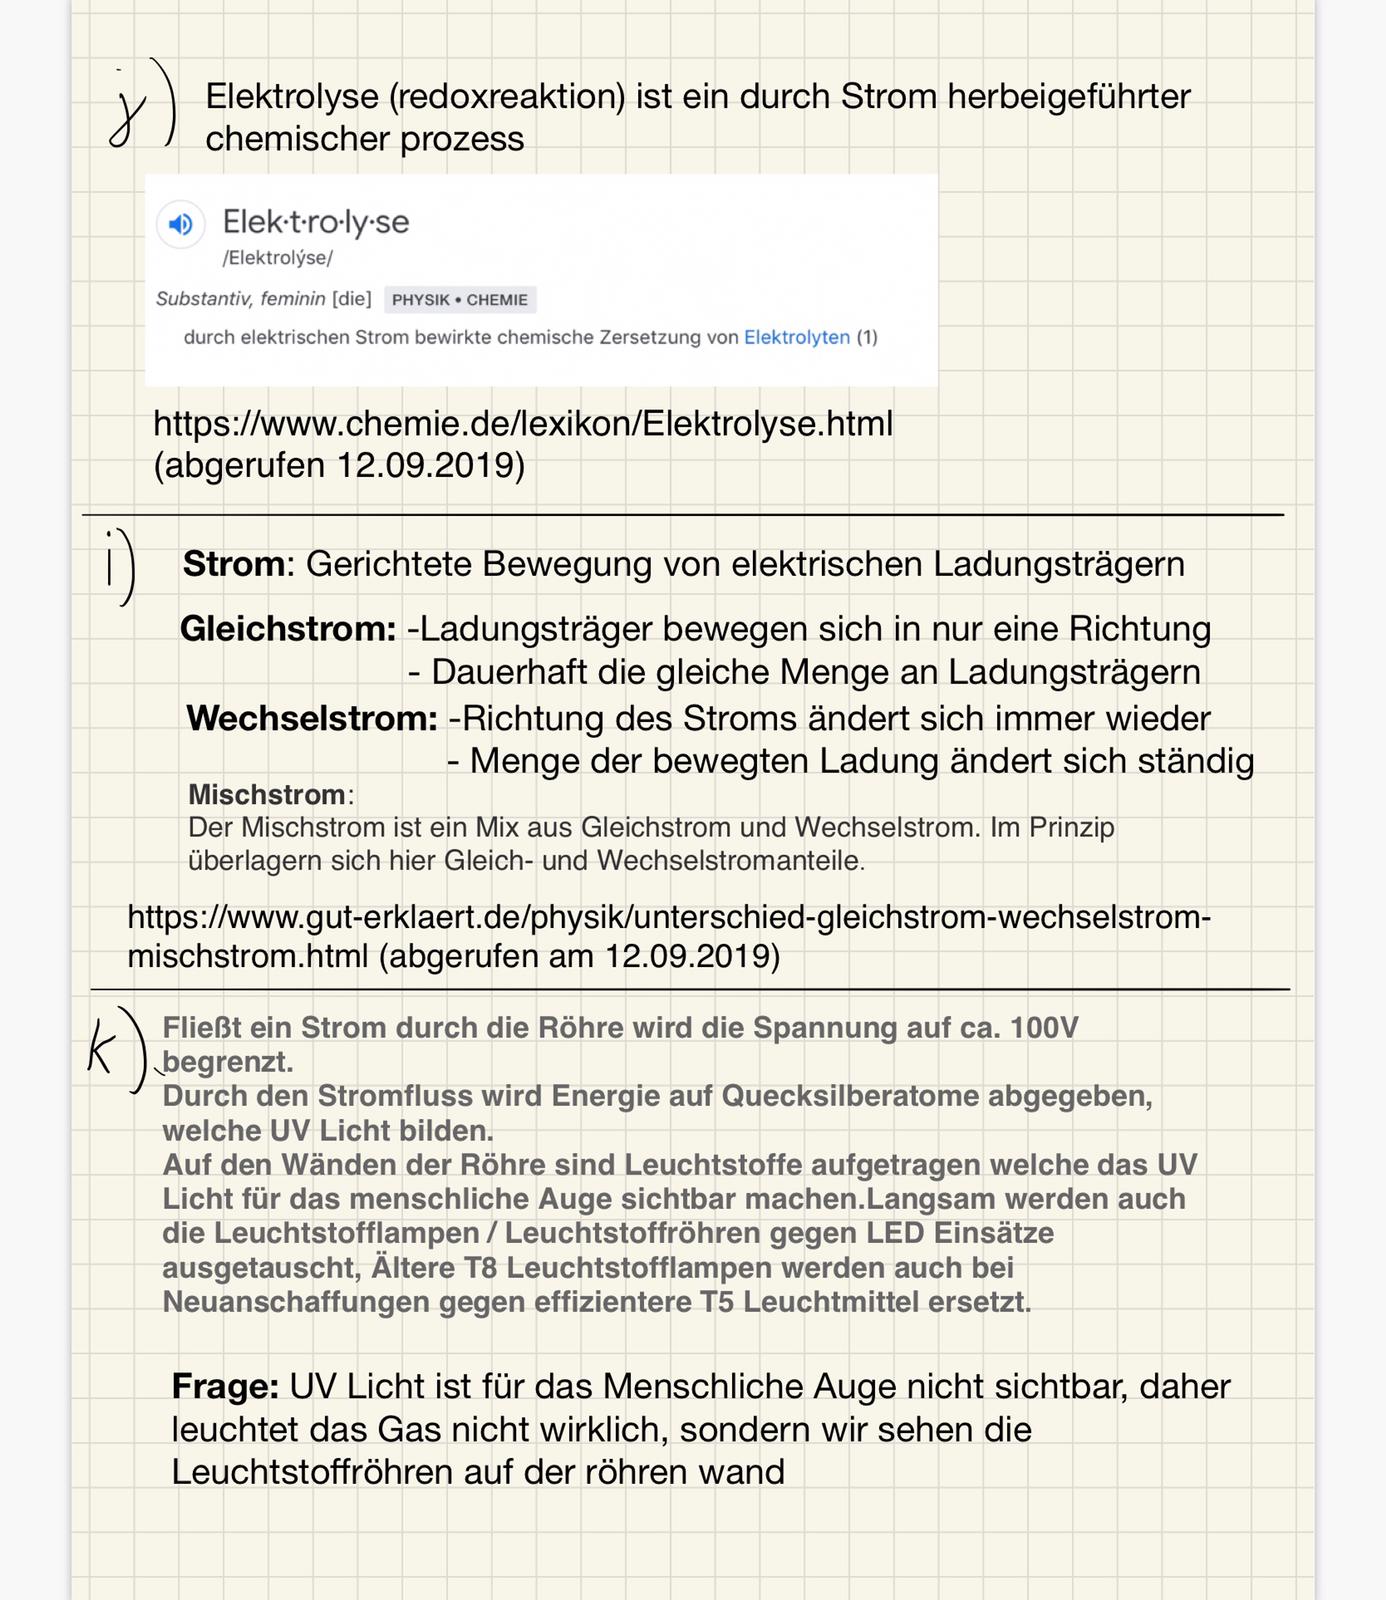 j) Elektrolyse (redoxreaktion) ist ein durch Strom herbeigeführter
chemischer prozess
Elek·t·ro·ly·se
/Elektrolýse/
Substantiv, feminin [die] PHYSIK • CHEMIE
durch elektrischen Strom bewirkte chemische Zersetzung von Elektrolyten (1)
https://www.chemie.de/lexikon/Elektrolyse.html
(abgerufen 12.09.2019)
i) Strom: Gerichtete Bewegung von elektrischen Ladungsträgern
Gleichstrom: -Ladungsträger bewegen sich in nur eine Richtung
- Dauerhaft die gleiche Menge an Ladungsträgern
Wechselstrom: -Richtung des Stroms ändert sich immer wieder
- Menge der bewegten Ladung ändert sich ständig
Mischstrom:
Der Mischstrom ist ein Mix aus Gleichstrom und Wechselstrom. Im Prinzip
überlagern sich hier Gleich- und Wechselstromanteile.
https://www.gut-erklaert.de/physik/unterschied-gleichstrom-wechselstrom-
mischstrom.html (abgerufen am 12.09.2019)
k) Fließt ein Strom durch die Röhre wird die Spannung auf ca. 100V
begrenzt.
Durch den Stromfluss wird Energie auf Quecksilberatome abgegeben,
welche UV Licht bilden.
Auf den Wänden der Röhre sind Leuchtstoffe aufgetragen welche das UV
Licht für das menschliche Auge sichtbar machen.Langsam werden auch
die Leuchtstofflampen / Leuchtstoffröhren gegen LED Einsätze
ausgetauscht, Ältere T8 Leuchtstofflampen werden auch bei
Neuanschaffungen gegen effizientere T5 Leuchtmittel ersetzt.
Frage: UV Licht ist für das Menschliche Auge nicht sichtbar, daher
leuchtet das Gas nicht wirklich, sondern wir sehen die
Leuchtstoffröhren auf der röhren wand